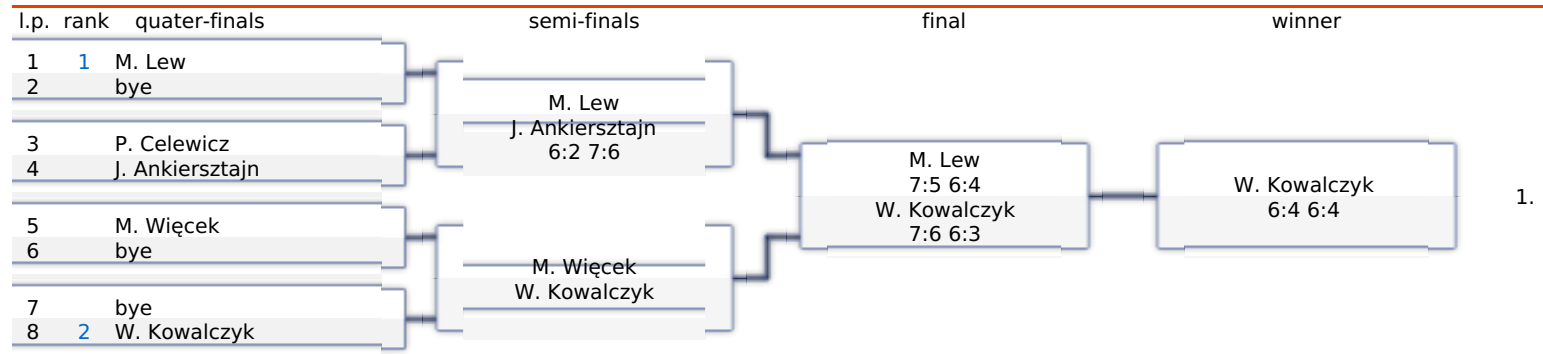 l.p. rank quater-finals semi-finals final winner
1 1 M. Lew
2 bye
3 P. Celewicz
4 J. Ankiersztajn
5 M. Więcek
6 bye
7 bye
8 2 W. Kowalczyk
M. Lew
J. Ankiersztajn
6:2 7:6
M. Więcek
W. Kowalczyk
M. Lew
7:5 6:4
W. Kowalczyk
7:6 6:3
W. Kowalczyk
6:4 6:4
1.